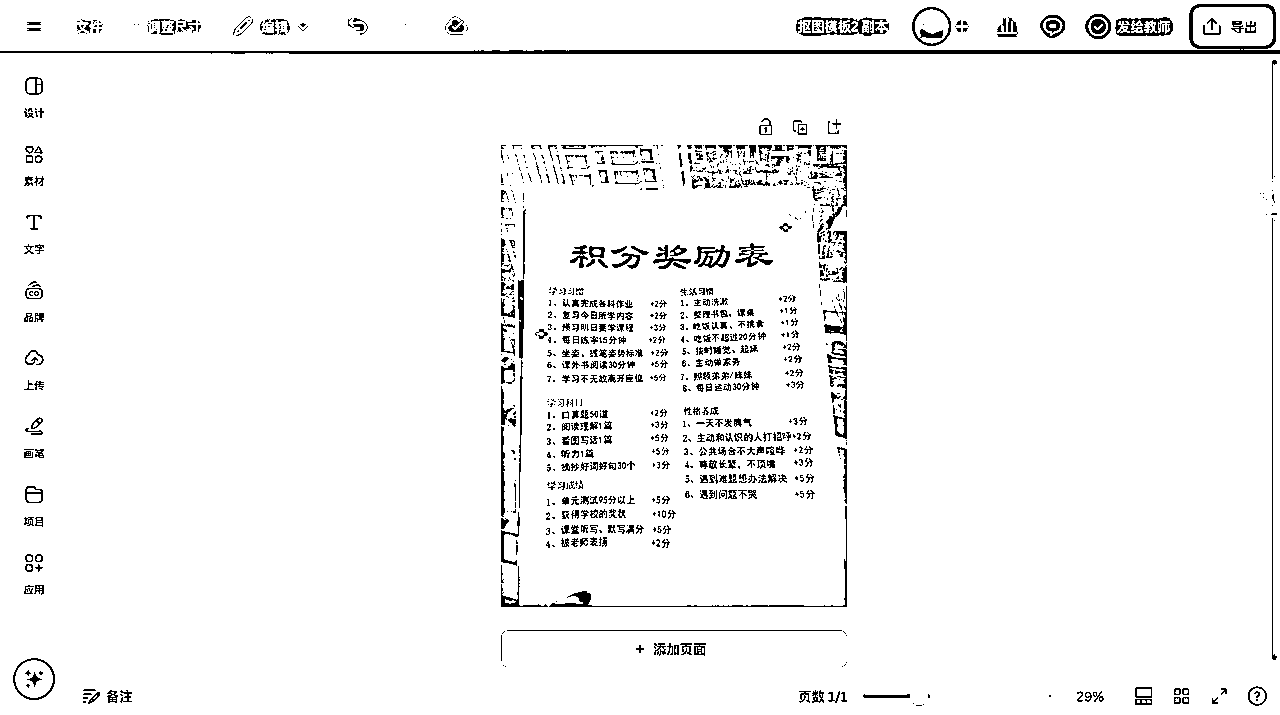 文件
调整尺寸
编辑
抠图模板2 副本
发给教师
导出
设计
素材
文字
品牌
上传
画笔
项目
应用
积分奖励表
学习习惯
1、认真完成各科作业 +2分
2、复习今日所学内容 +2分
3、预习明日要学课程 +3分
4、每日练字15分钟 +2分
5、坐姿、握笔姿势标准 +2分
6、课外书阅读30分钟 +5分
7、学习不无故离开座位 +5分
学习科目
1、口算题50道 +2分
2、阅读理解1篇 +3分
3、看图写话1篇 +5分
4、听力1篇 +5分
5、摘抄好词好句30个 +3分
学习成绩
1、单元测试95分以上 +5分
2、获得学校的奖状 +10分
3、课堂听写、默写满分 +5分
4、被老师表扬 +2分
生活习惯
1、主动洗漱 +2分
2、整理书包、课桌 +1分
3、吃饭认真、不挑食 +1分
4、吃饭不超过20分钟 +1分
5、按时睡觉、起床 +2分
6、主动做家务 +2分
7、照顾弟弟/妹妹 +2分
8、每日运动30分钟 +3分
性格养成
1、一天不发脾气 +3分
2、主动和认识的人打招呼 +2分
3、公共场合不大声喧哗 +2分
4、尊敬长辈、不顶嘴 +3分
5、遇到难题想办法解决 +5分
6、遇到问题不哭 +5分
+ 添加页面
备注
页数 1/1
29%